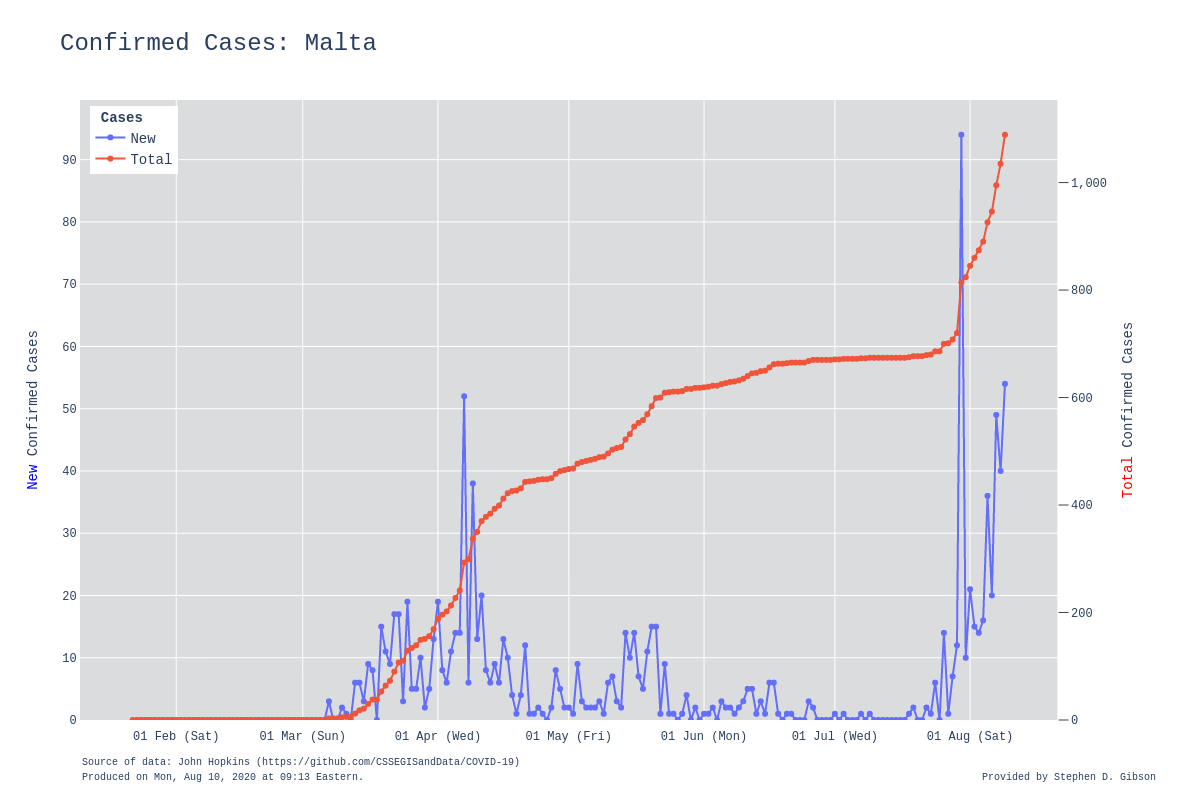 Confirmed Cases: Malta
Cases
New
Total
90
80
70
60
50
40
30
20
10
0
1,000
800
600
400
200
0
New Confirmed Cases
Total Confirmed Cases
01 Feb (Sat)
01 Mar (Sun)
01 Apr (Wed)
01 May (Fri)
01 Jun (Mon)
01 Jul (Wed)
01 Aug (Sat)
Source of data: John Hopkins (https://github.com/CSSEGISandData/COVID-19)
Produced on Mon, Aug 10, 2020 at 09:13 Eastern.
Provided by Stephen D. Gibson